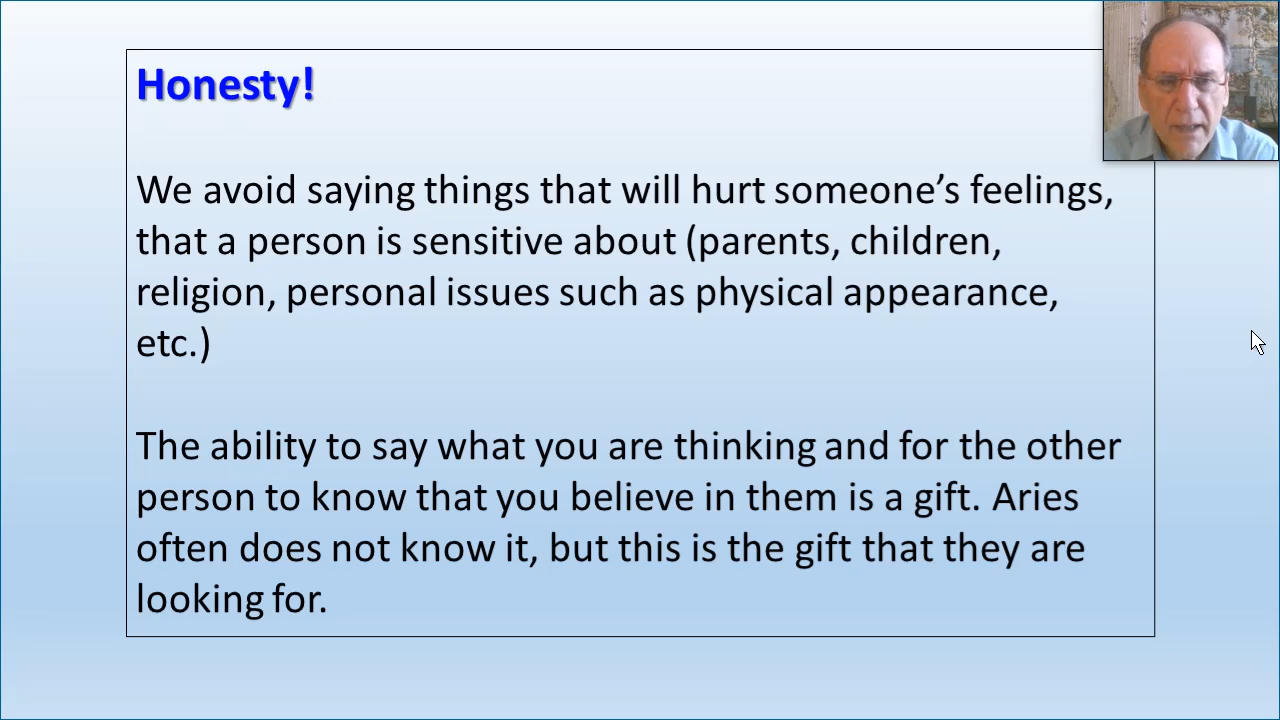 Honesty!
We avoid saying things that will hurt someone’s feelings,
that a person is sensitive about (parents, children,
religion, personal issues such as physical appearance,
etc.)
The ability to say what you are thinking and for the other
person to know that you believe in them is a gift. Aries
often does not know it, but this is the gift that they are
looking for.